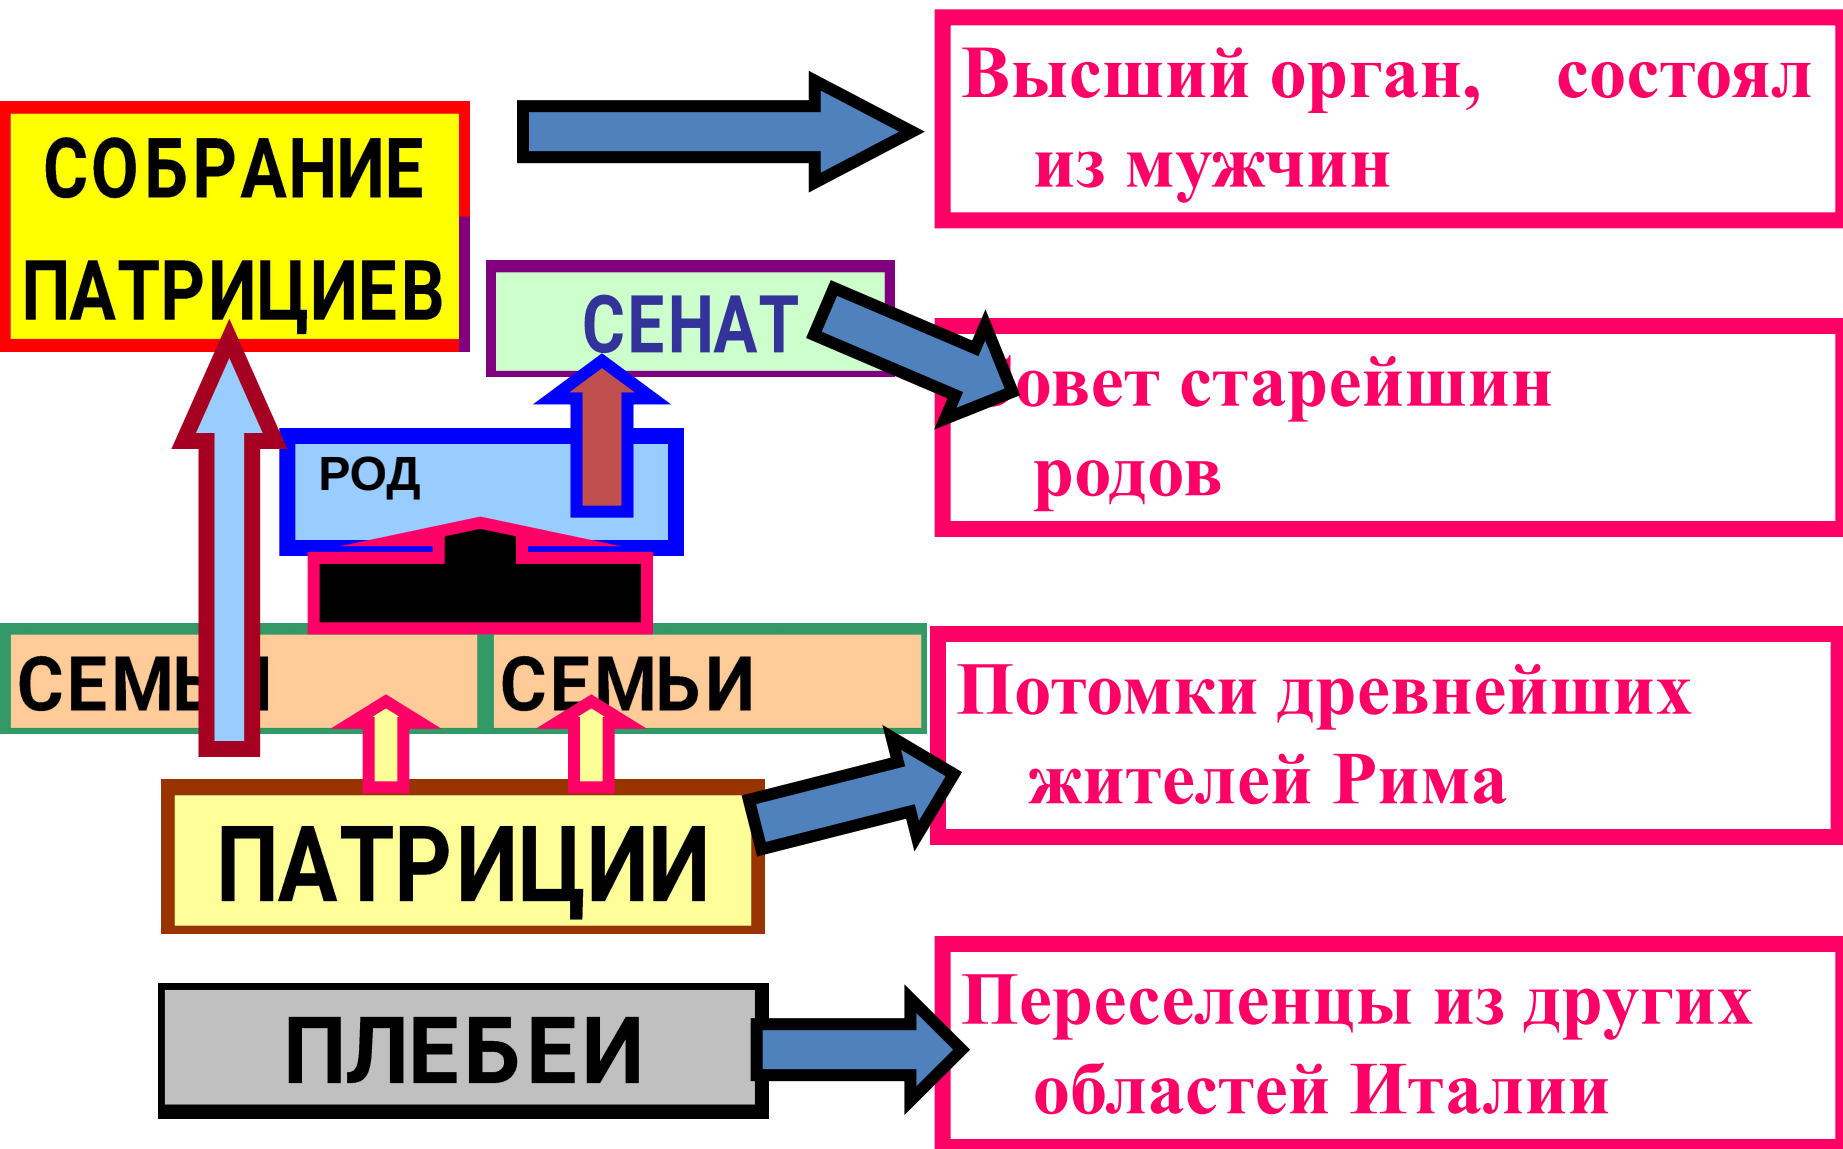 СОБРАНИЕ
ПАТРИЦИЕВ
Высший орган, состоял
из мужчин
СЕНАТ
Совет старейшин
родов
РОД
СЕМЬИ
СЕМЬИ
Потомки древнейших
жителей Рима
ПАТРИЦИИ
ПЛЕБЕИ
Переселенцы из других
областей Италии